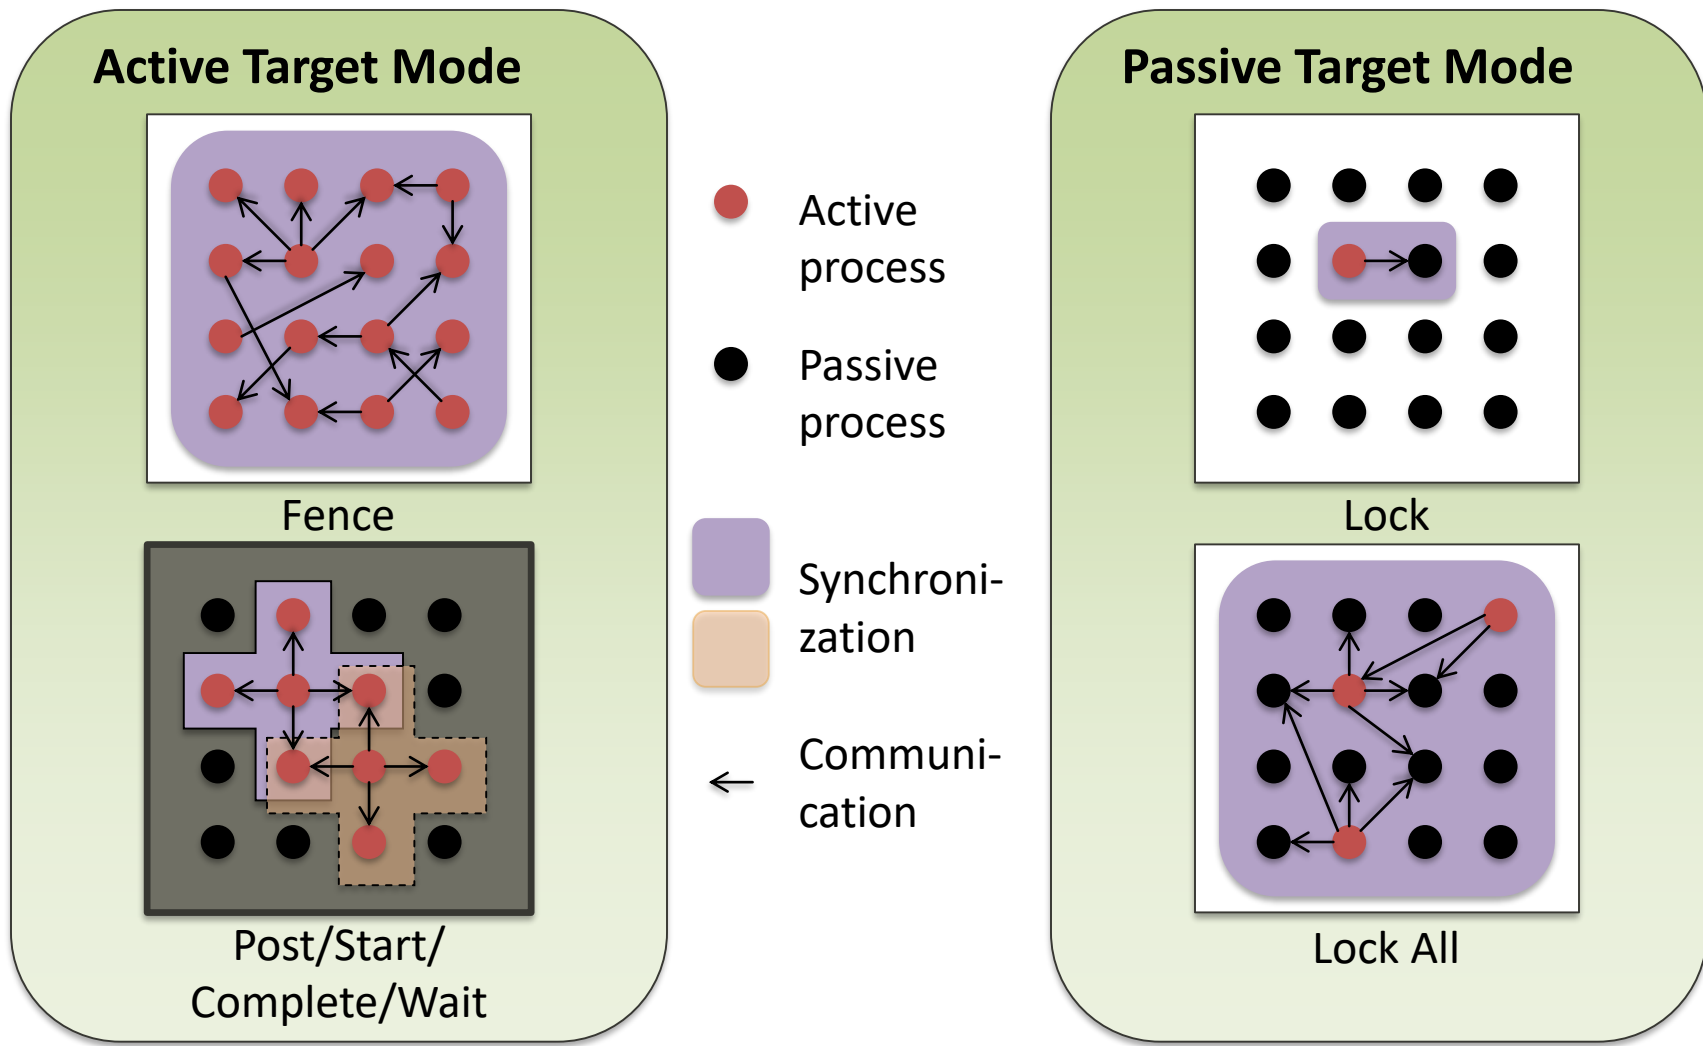 Active Target Mode
Fence
Post/Start/
Complete/Wait
Active
process
Passive
process
Synchroni-
zation
Communi-
cation
Passive Target Mode
Lock
Lock All